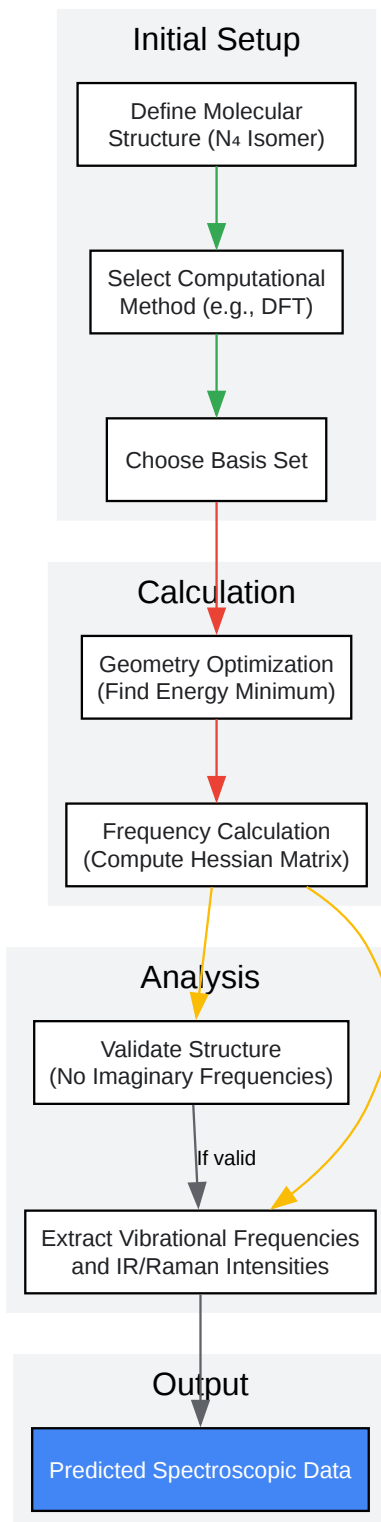 Initial Setup
Define Molecular
Structure (N₄ Isomer)
Select Computational
Method (e.g., DFT)
Choose Basis Set
Calculation
Geometry Optimization
(Find Energy Minimum)
Frequency Calculation
(Compute Hessian Matrix)
Analysis
Validate Structure
(No Imaginary Frequencies)
If valid
Extract Vibrational Frequencies
and IR/Raman Intensities
Output
Predicted Spectroscopic Data